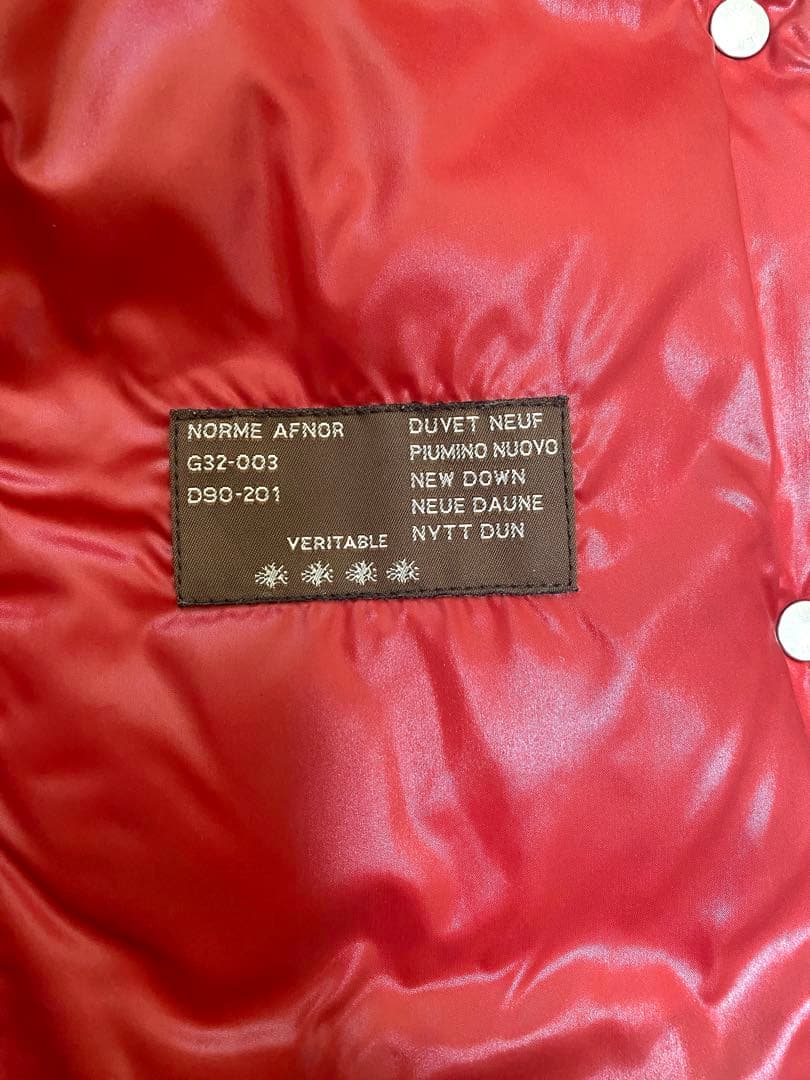 NORME AFNOR
G32-003
D90-201
VERITABLE
DUVET NEUF
PIUMINO NUOVO
NEW DOWN
NEUE DAUNE
NYTT DUN